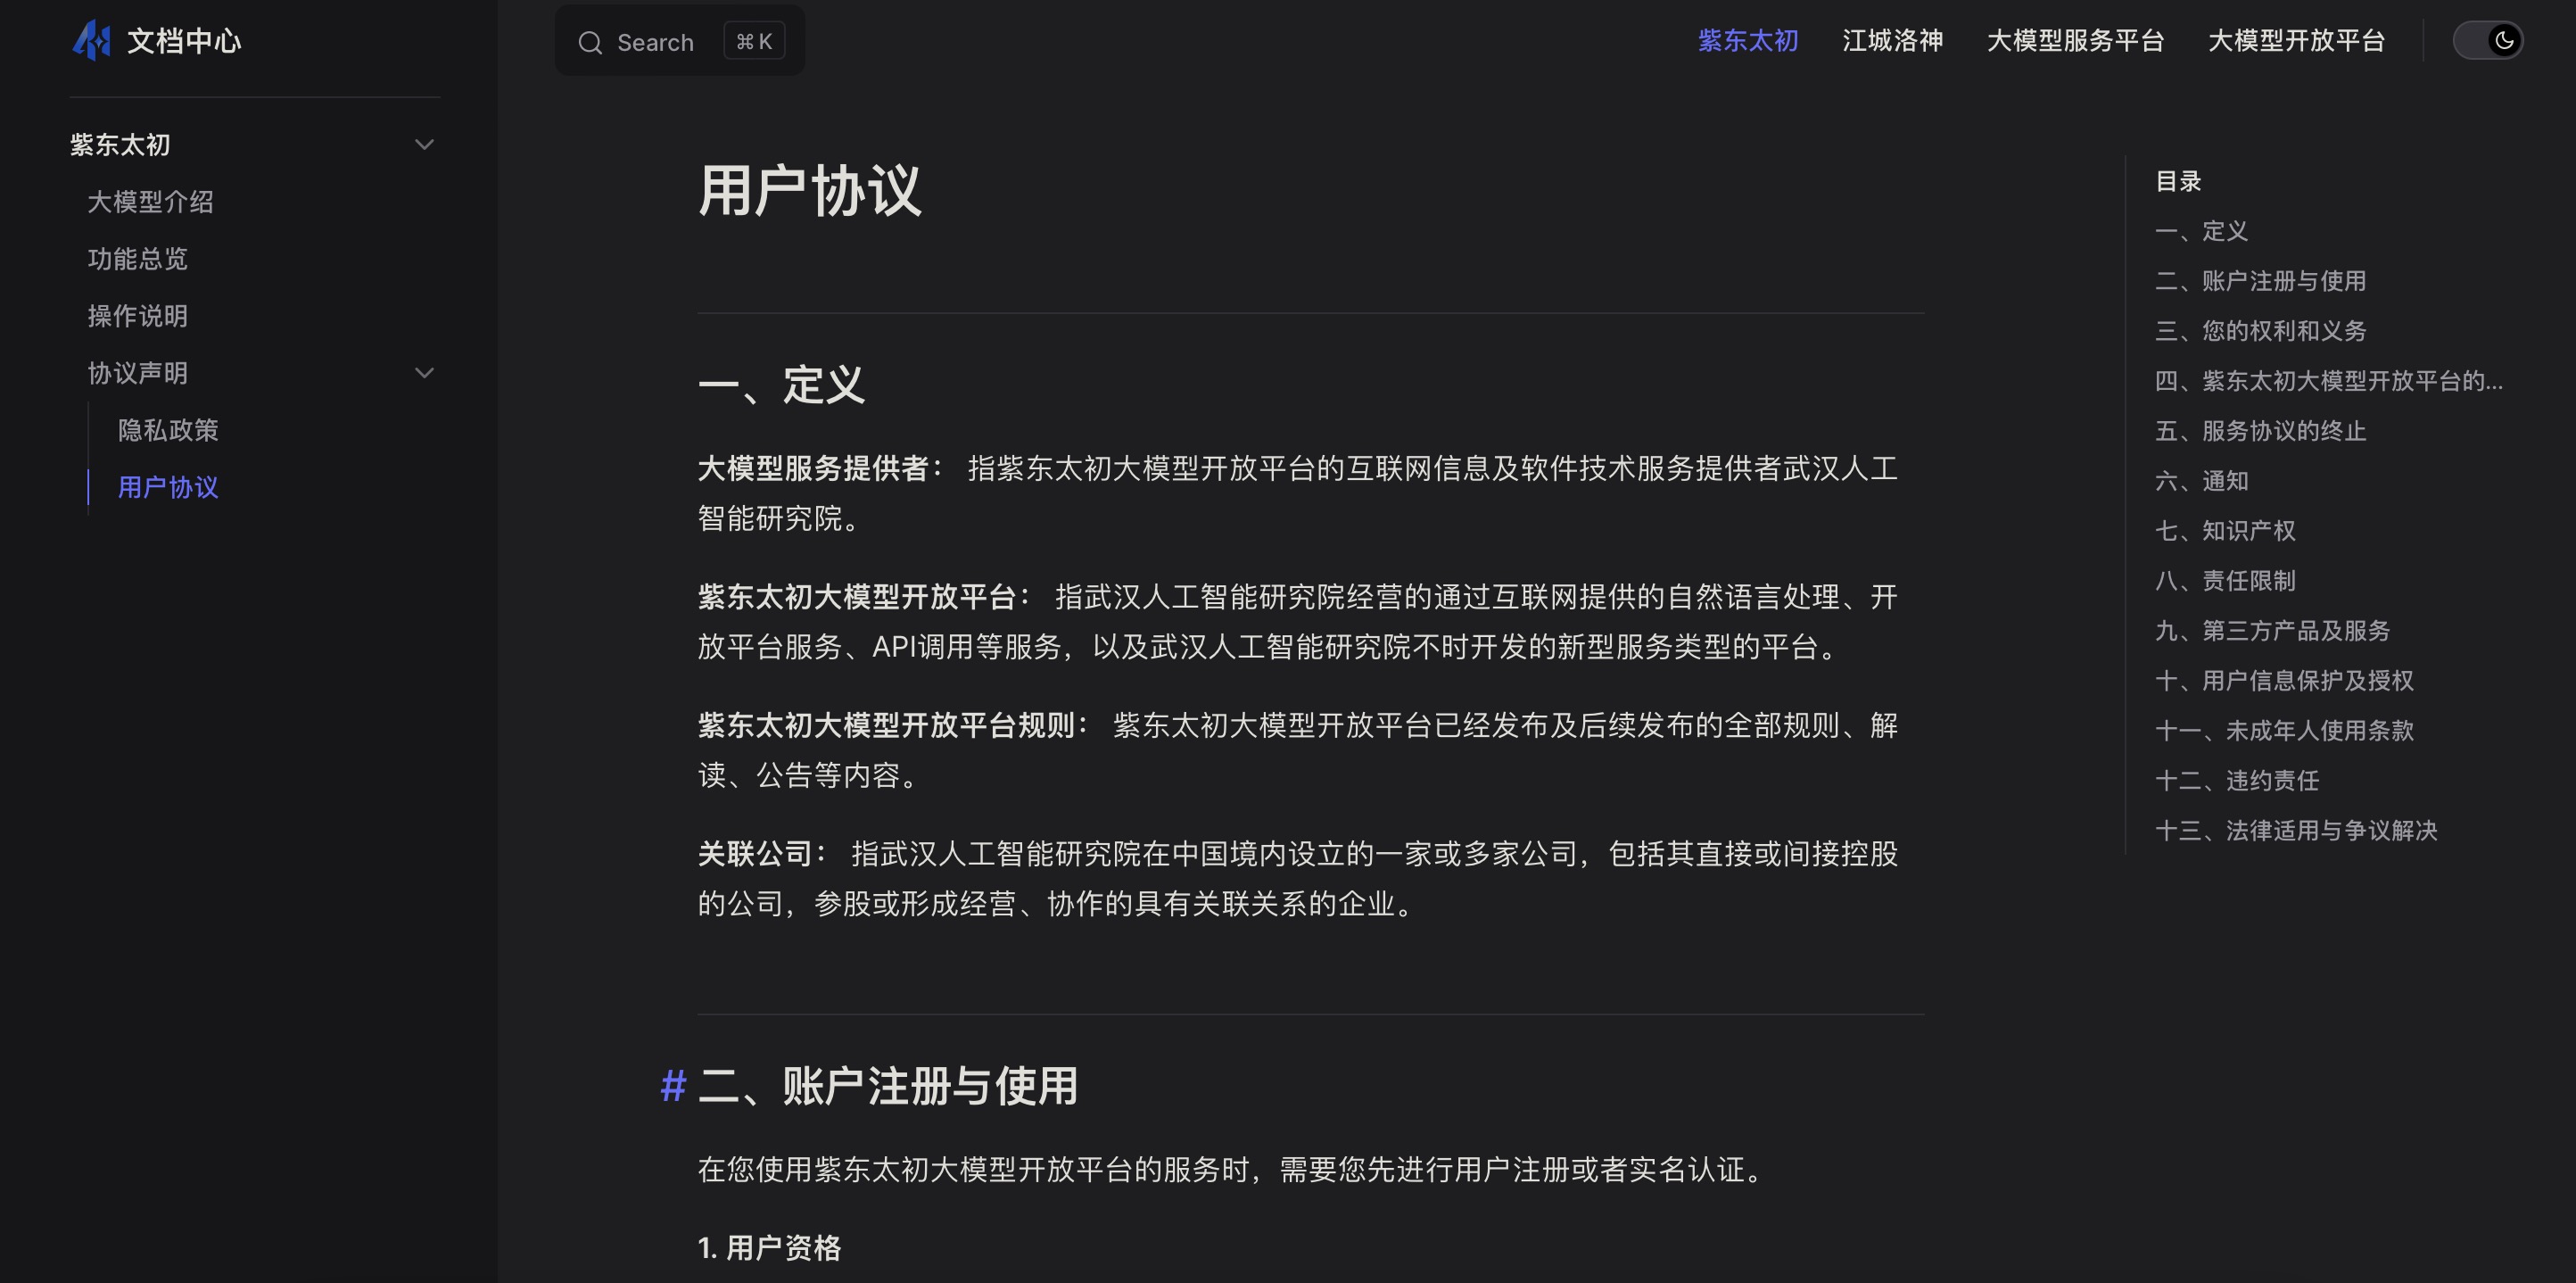 文档中心
Search
⌘ K
紫东太初
江城洛神
大模型服务平台
大模型开放平台
紫东太初
大模型介绍
功能总览
操作说明
协议声明
隐私政策
用户协议
用户协议
一、定义
大模型服务提供者： 指紫东太初大模型开放平台的互联网信息及软件技术服务提供者武汉人工
智能研究院。
紫东太初大模型开放平台： 指武汉人工智能研究院经营的通过互联网提供的自然语言处理、开
放平台服务、API调用等服务，以及武汉人工智能研究院不时开发的新型服务类型的平台。
紫东太初大模型开放平台规则： 紫东太初大模型开放平台已经发布及后续发布的全部规则、解
读、公告等内容。
关联公司： 指武汉人工智能研究院在中国境内设立的一家或多家公司，包括其直接或间接控股
的公司，参股或形成经营、协作的具有关联关系的企业。
# 二、账户注册与使用
在您使用紫东太初大模型开放平台的服务时，需要您先进行用户注册或者实名认证。
1. 用户资格
目录
一、定义
二、账户注册与使用
三、您的权利和义务
四、紫东太初大模型开放平台的...
五、服务协议的终止
六、通知
七、知识产权
八、责任限制
九、第三方产品及服务
十、用户信息保护及授权
十一、未成年人使用条款
十二、违约责任
十三、法律适用与争议解决